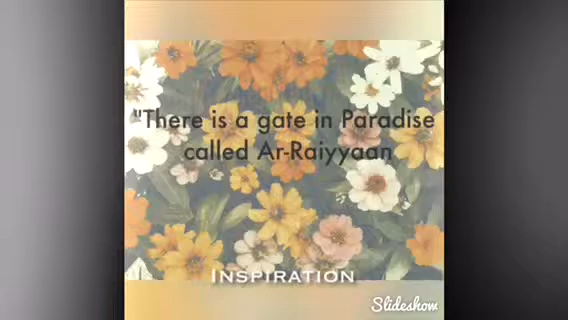 "There is a gate in Paradise
called Ar-Raiyyaan
INSPIRATION
Slideshow